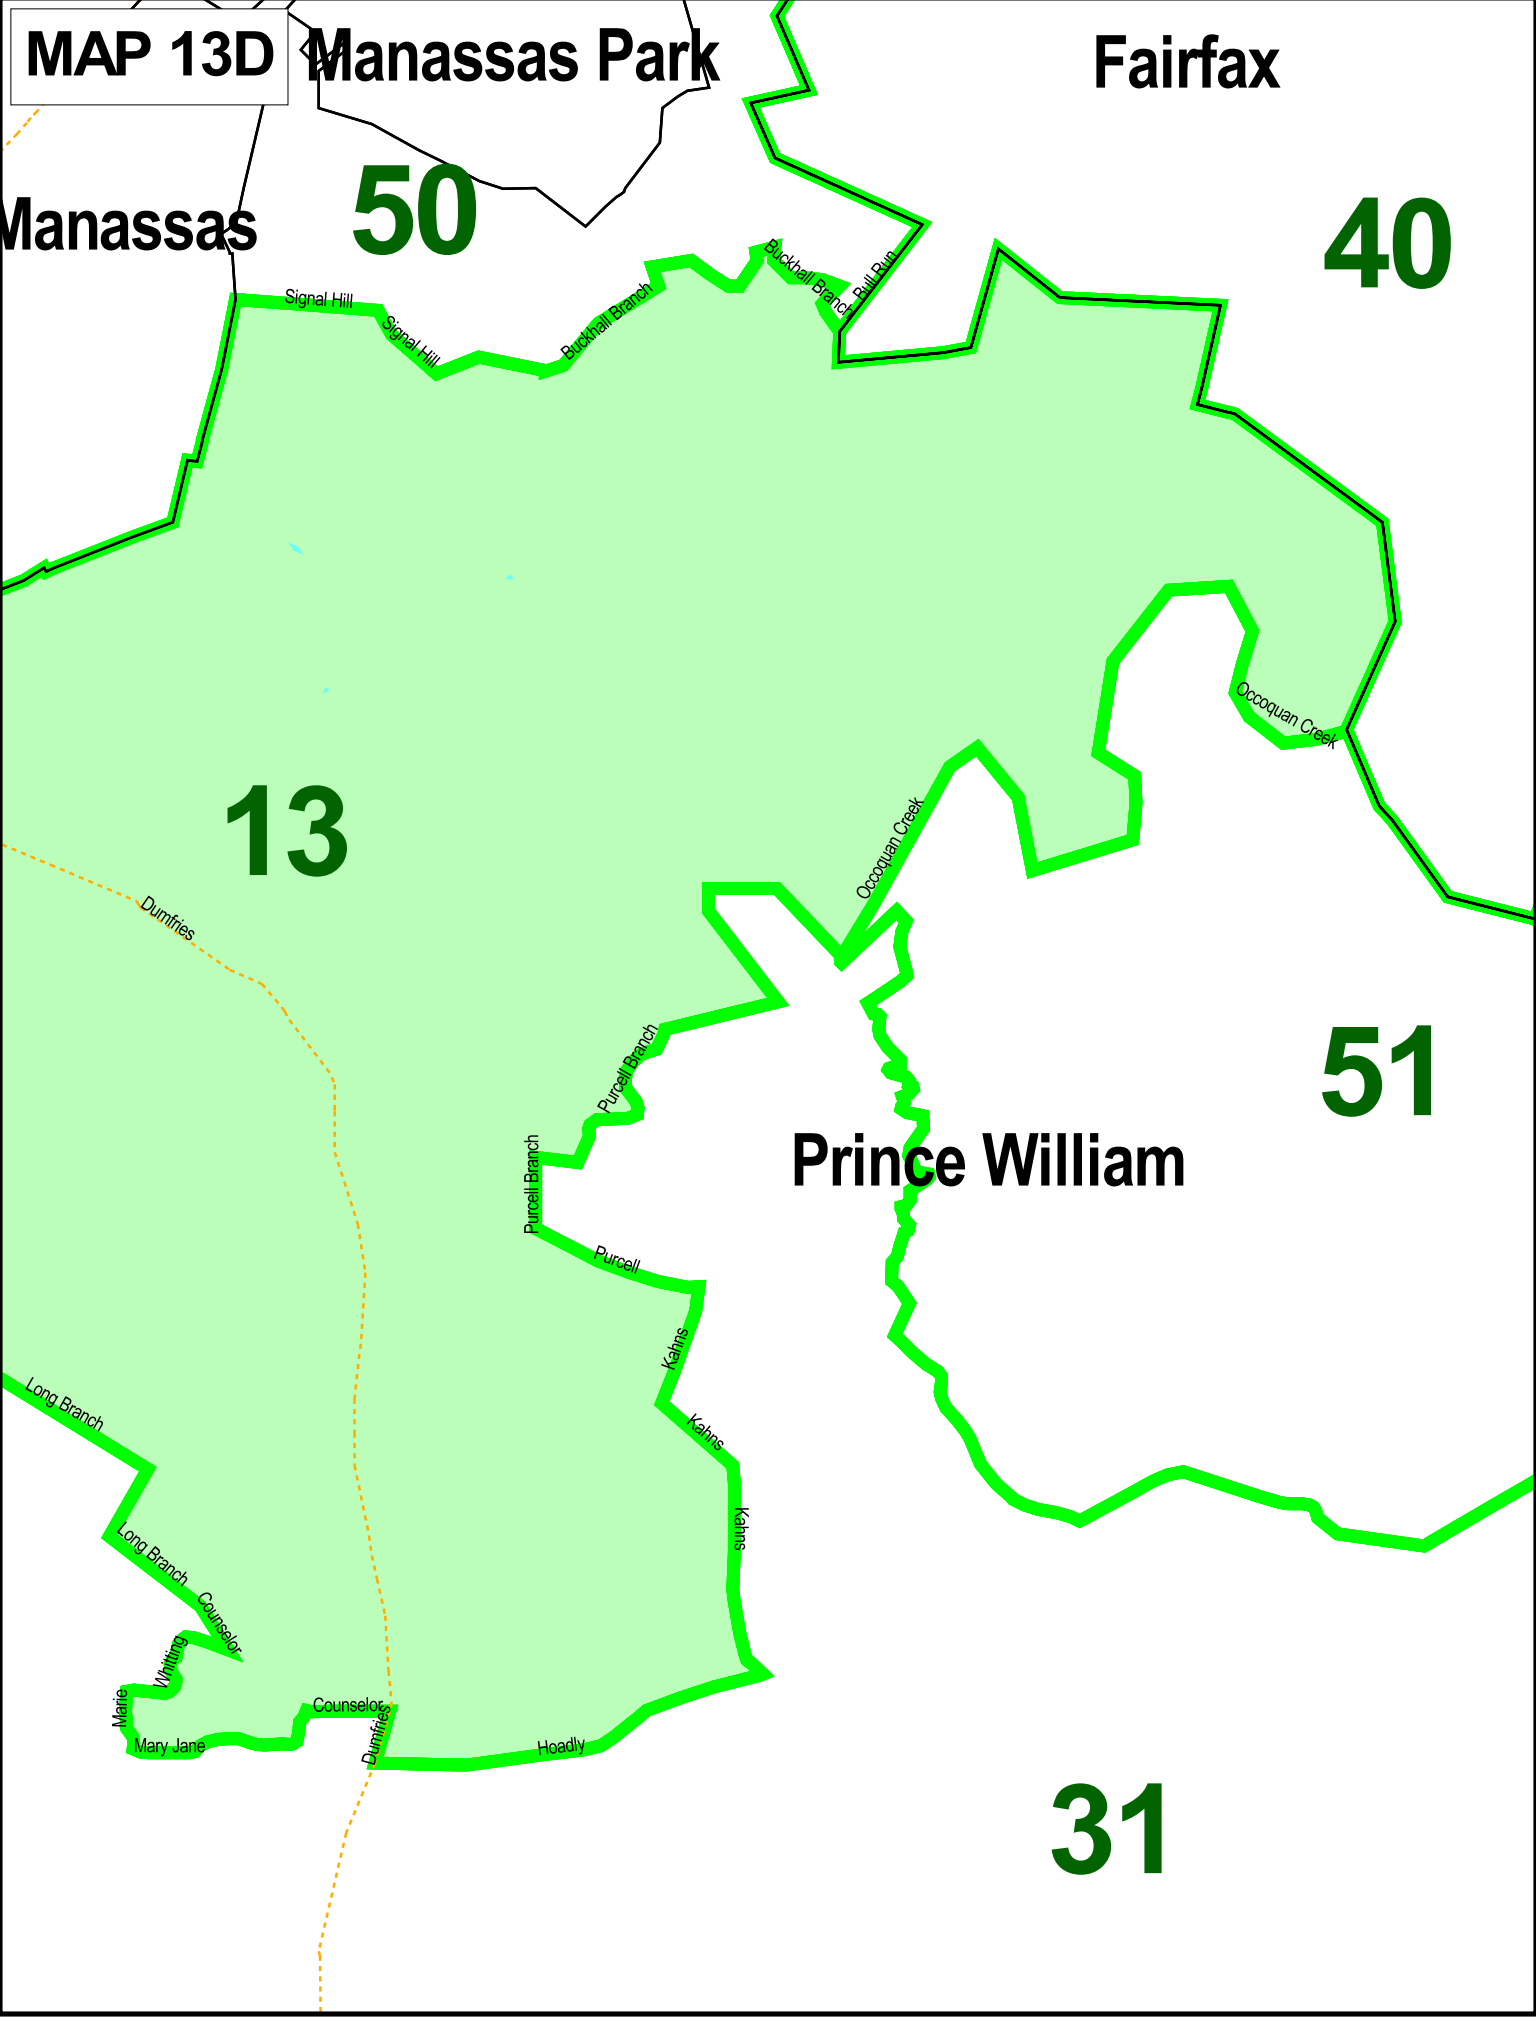 MAP 13D
Manassas Park
Fairfax
50
Manassas
40
Buckhall Branch
Bull Run
Signal Hill
Signal Hill
Buckhall Branch
Occoquan Creek
13
Occoquan Creek
Dumfries
Purcell Branch
51
Purcell Branch
Prince William
Purcell
Kahns
Long Branch
Kahns
Kahns
Long Branch
Counselor
Whitting
Marie
Counselor
Dumfries
Mary Jane
Hoadly
31